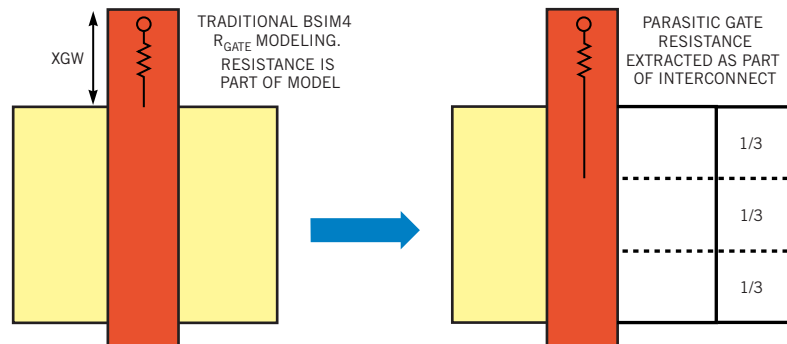 XGW
TRADITIONAL BSIM4
RGATE MODELING.
RESISTANCE IS
PART OF MODEL
PARASITIC GATE
RESISTANCE
EXTRACTED AS PART
OF INTERCONNECT
1/3
1/3
1/3